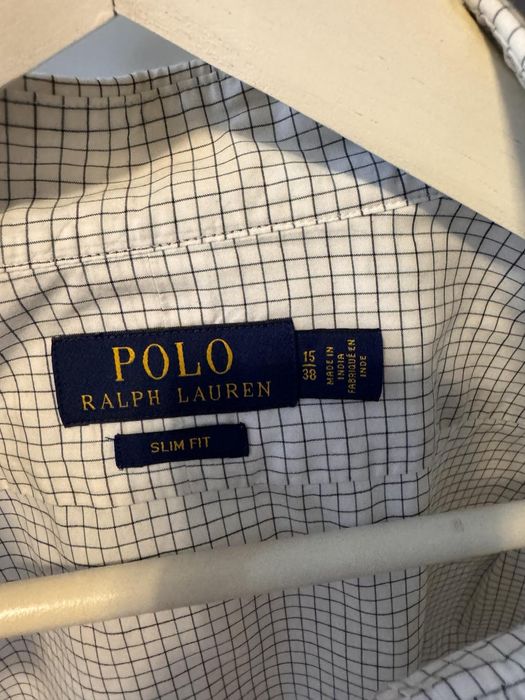 POLO
RALPH LAUREN
15
38
MADE IN
INDIA
FABRIQUÉ EN
INDE
SLIM FIT